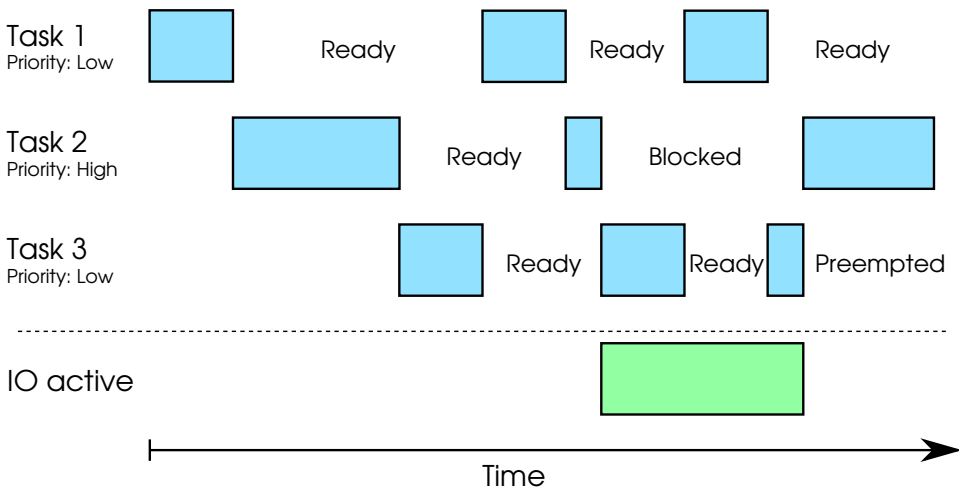 Task 1
Priority: Low
Ready
Ready
Ready
Task 2
Priority: High
Ready
Blocked
Task 3
Priority: Low
Ready
Ready
Preempted
IO active
Time